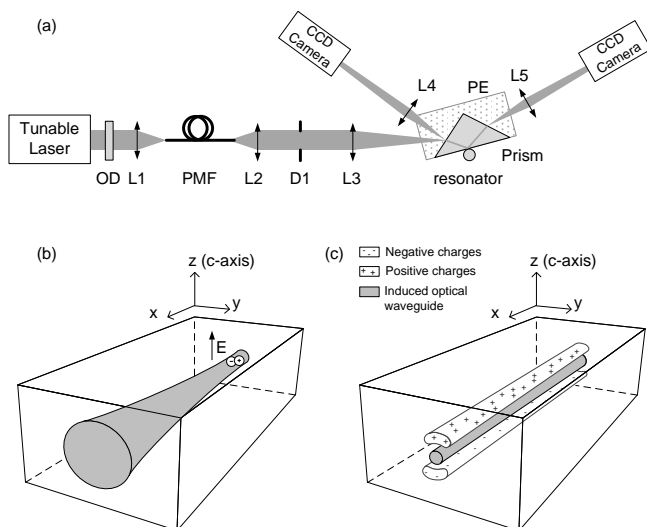 (a)
CCD
Camera
CCD
Camera
L4
PE
L5
Tunable
Laser
Prism
resonator
OD L1 PMF L2 D1 L3
(b)
z (c-axis)
x
y
E
- +
(c)
- - Negative charges
+ + Positive charges
Induced optical
waveguide
z (c-axis)
x
y